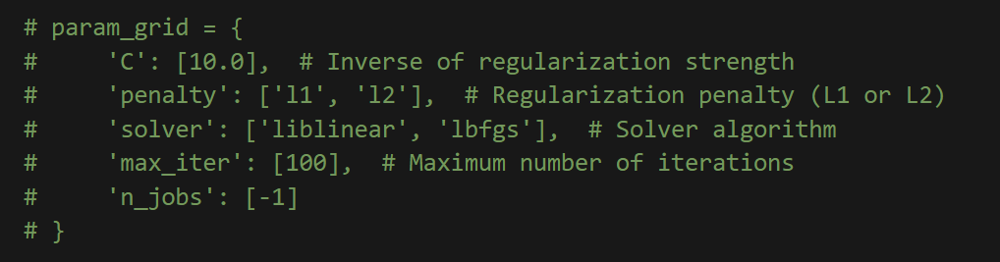 # param_grid = {
#     'C': [10.0],  # Inverse of regularization strength
#     'penalty': ['l1', 'l2'],  # Regularization penalty (L1 or L2)
#     'solver': ['liblinear', 'lbfgs'],  # Solver algorithm
#     'max_iter': [100],  # Maximum number of iterations
#     'n_jobs': [-1]
# }